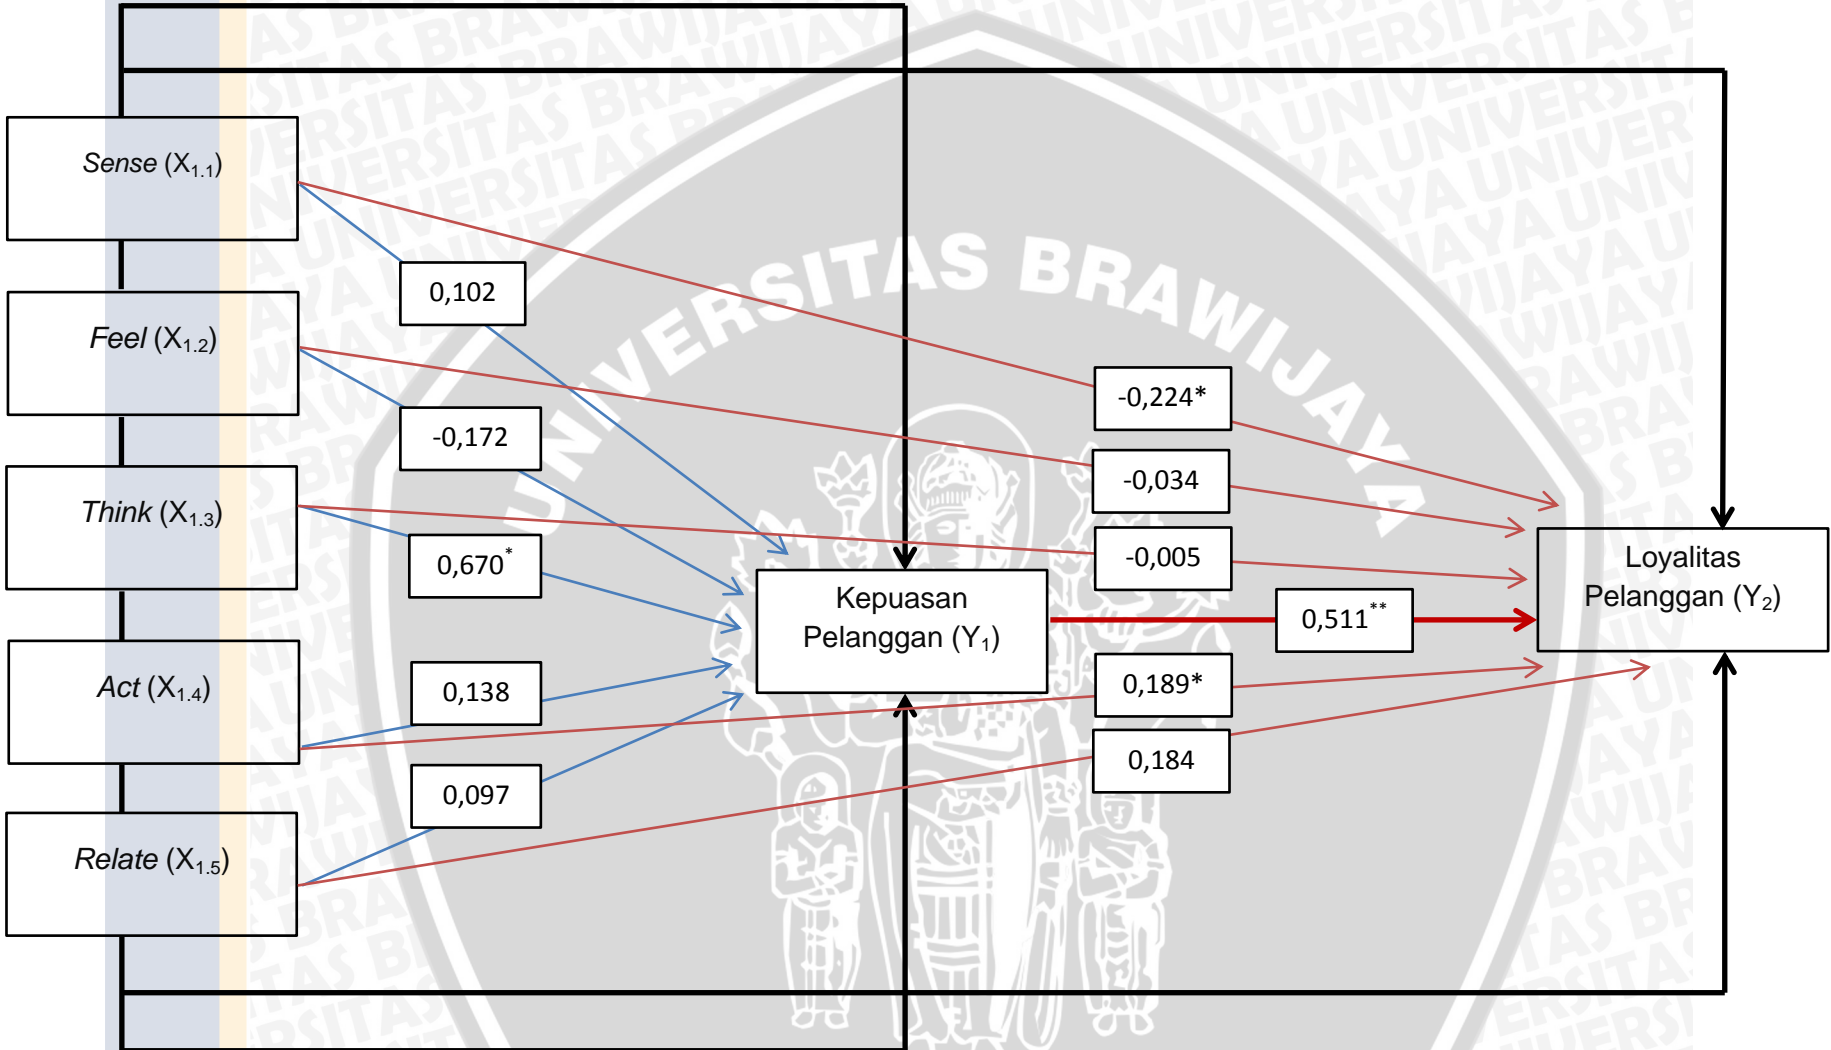 Sense (X1.1)
Feel (X1.2)
Think (X1.3)
Act (X1.4)
Relate (X1.5)
0,102
-0,172
0,670*
0,138
0,097
Kepuasan
Pelanggan (Y1)
-0,224*
-0,034
-0,005
0,511**
0,189*
0,184
Loyalitas
Pelanggan (Y2)
UNIVERSITAS BRAWIJAYA